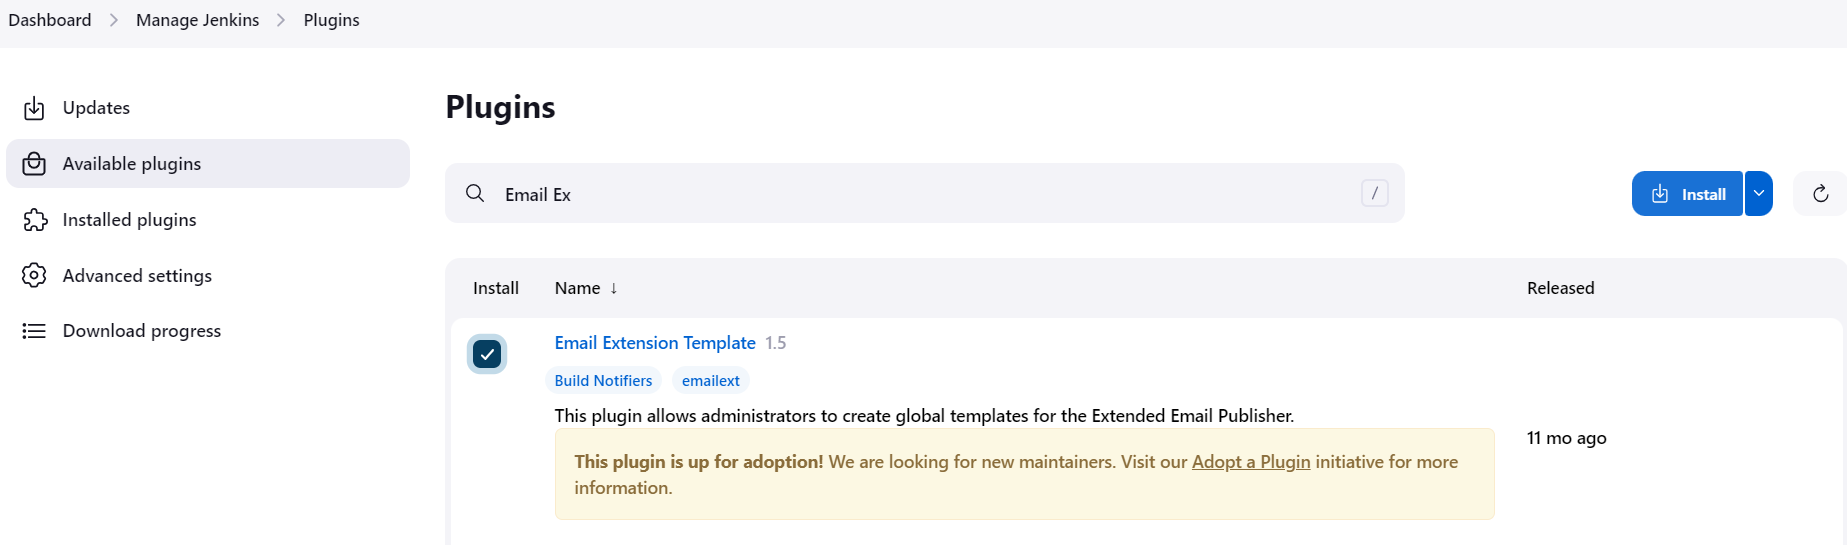 Dashboard > Manage Jenkins > Plugins
Updates
Available plugins
Installed plugins
Advanced settings
Download progress
Plugins
Email Ex /
Install
Install Name ↓ Released
Email Extension Template 1.5
Build Notifiers emailext
This plugin allows administrators to create global templates for the Extended Email Publisher.
This plugin is up for adoption! We are looking for new maintainers. Visit our Adopt a Plugin initiative for more
information.
11 mo ago